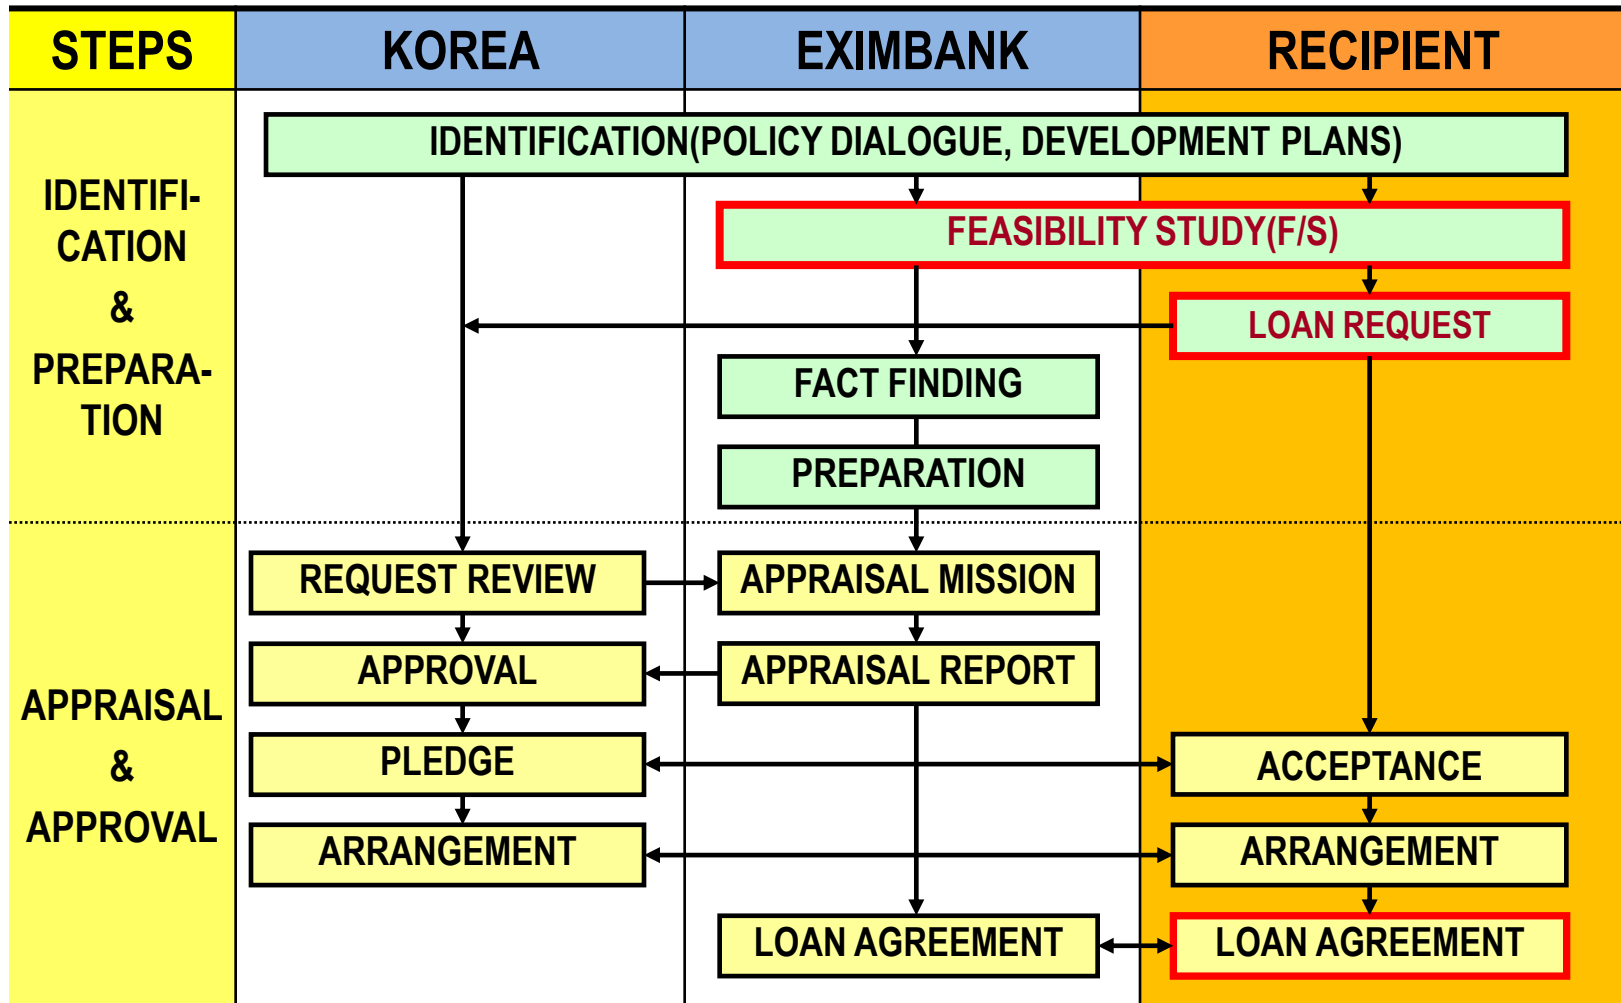 STEPS
KOREA
EXIMBANK
RECIPIENT
IDENTIFI-
CATION
&
PREPARA-
TION
IDENTIFICATION(POLICY DIALOGUE, DEVELOPMENT PLANS)
FEASIBILITY STUDY(F/S)
LOAN REQUEST
FACT FINDING
PREPARATION
APPRAISAL
&
APPROVAL
REQUEST REVIEW
APPRAISAL MISSION
APPROVAL
APPRAISAL REPORT
PLEDGE
ACCEPTANCE
ARRANGEMENT
ARRANGEMENT
LOAN AGREEMENT
LOAN AGREEMENT